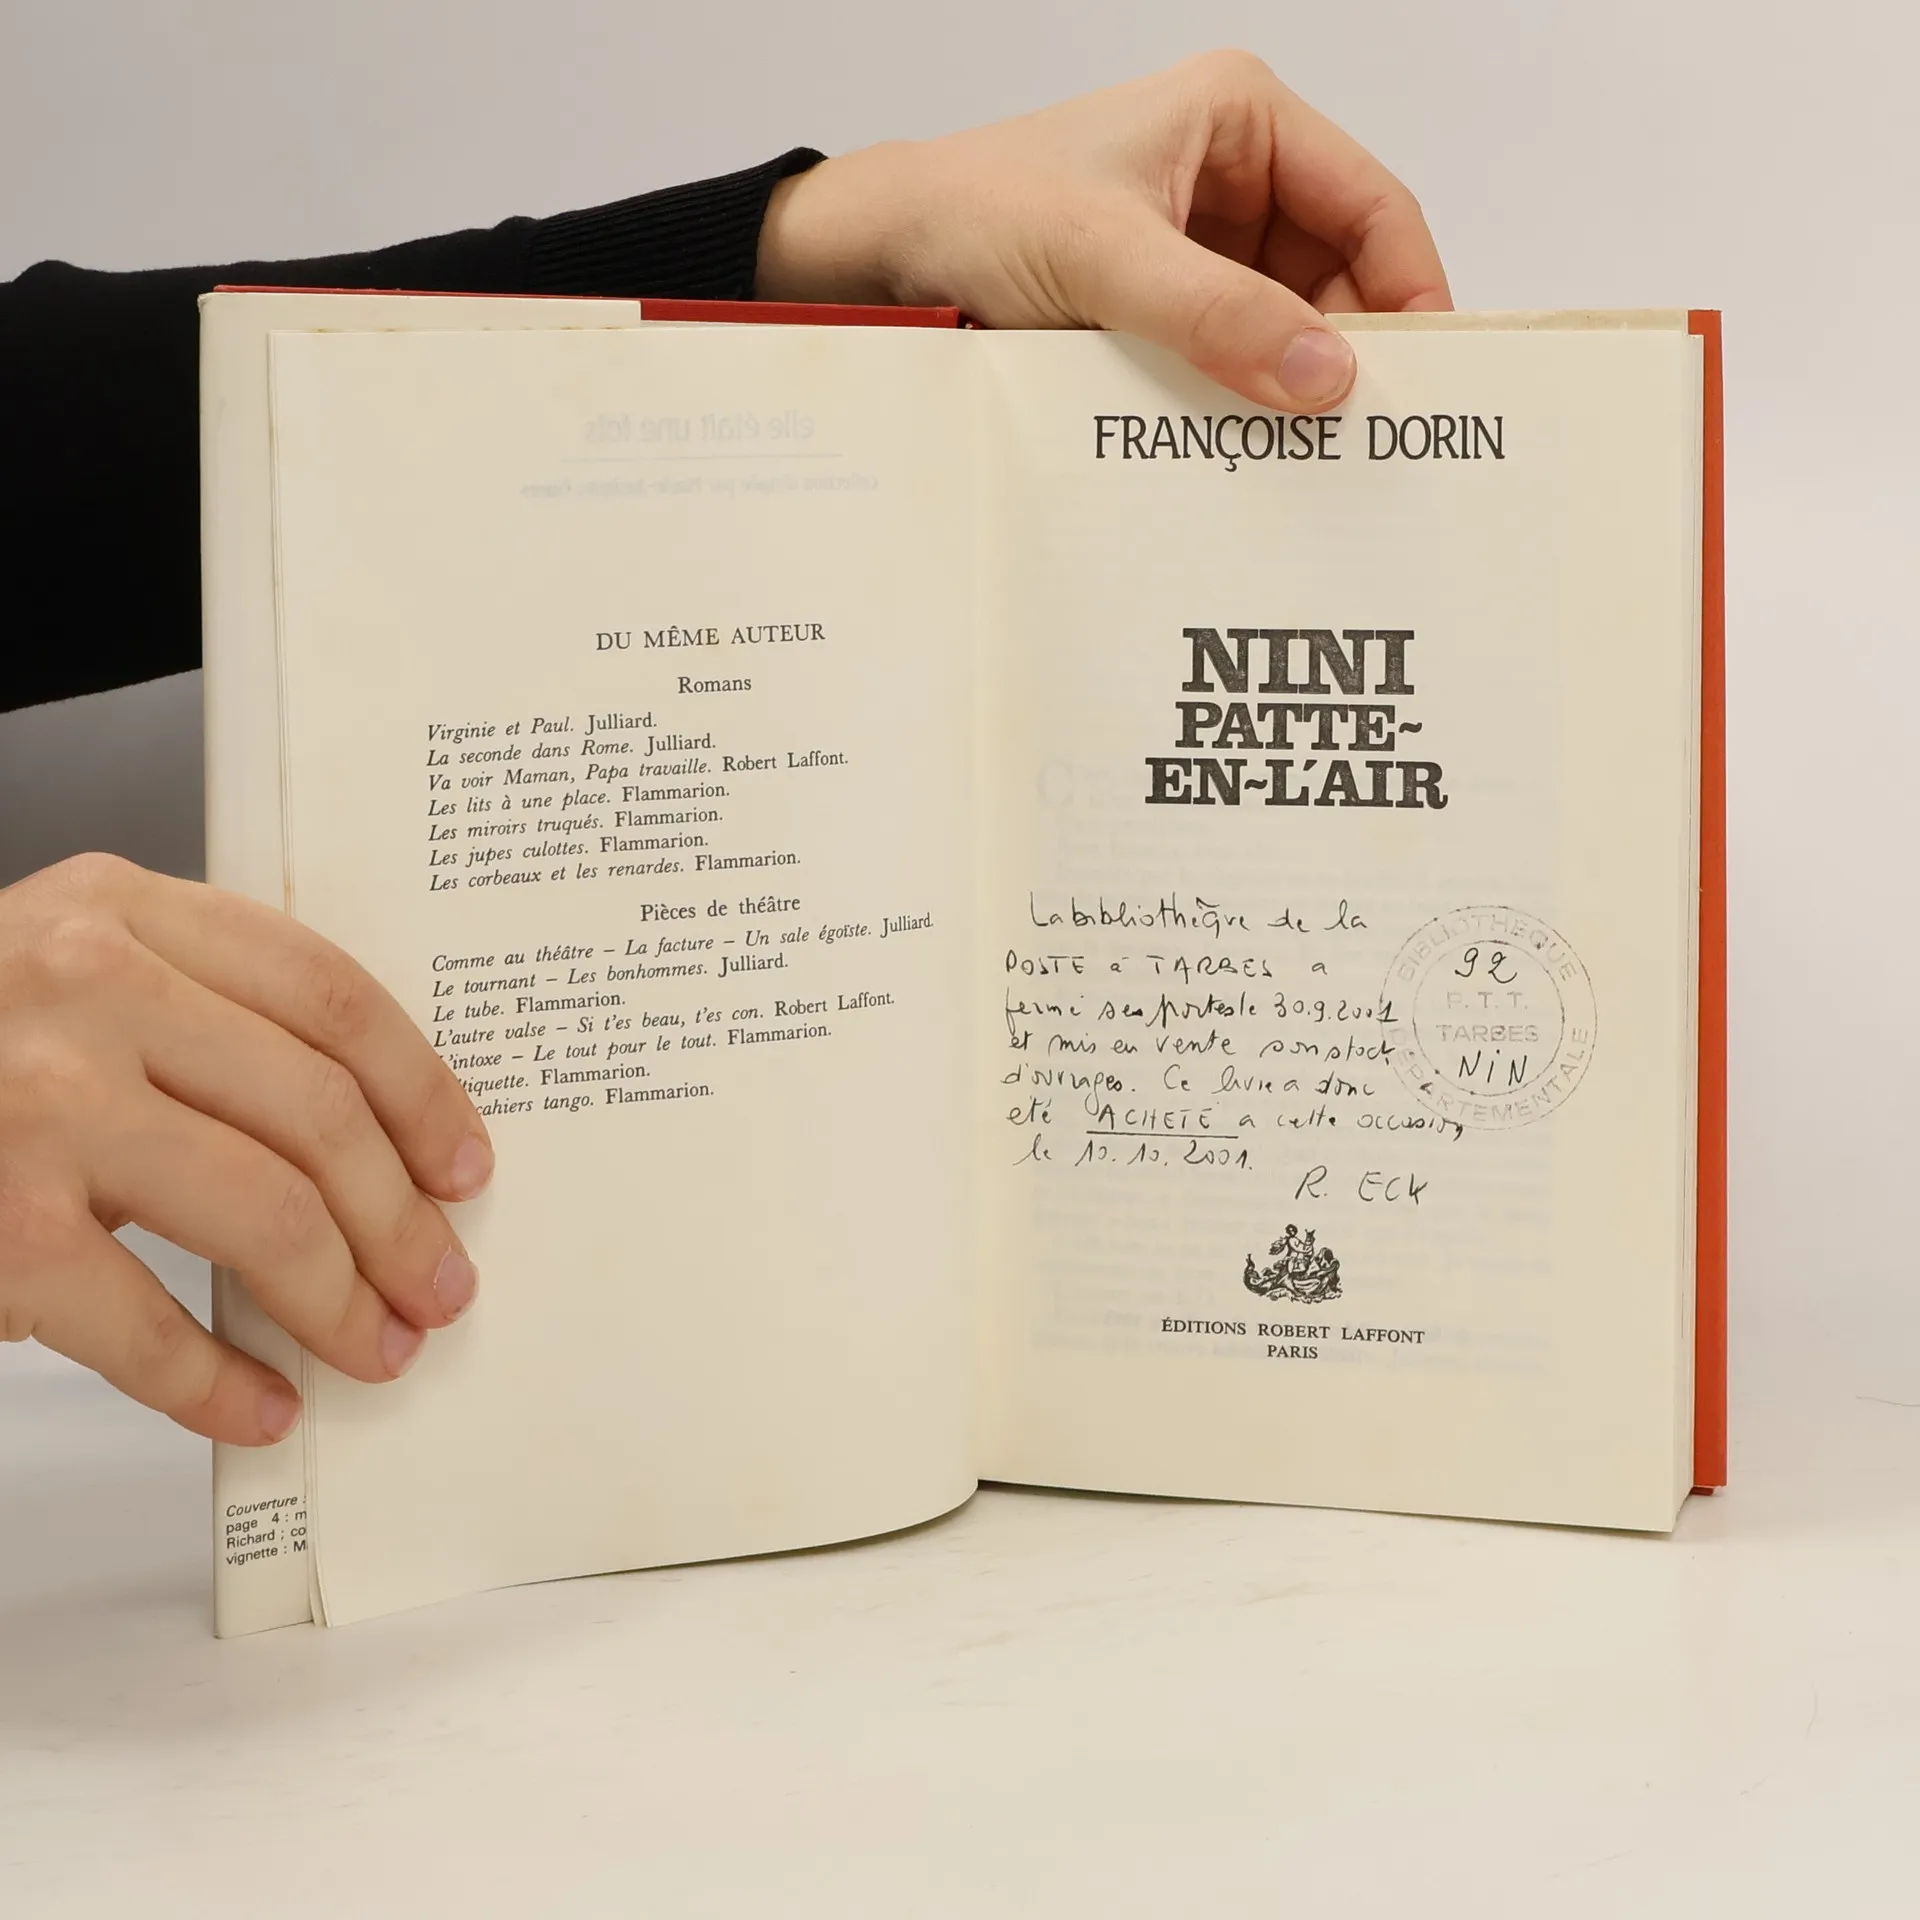 elle était une fois
DU MÊME AUTEUR
Romans
Virginie et Paul. Julliard.
La seconde dans Rome. Julliard.
Va voir Maman, Papa travaille. Robert Laffont.
Les lits à une place. Flammarion.
Les miroirs truqués. Flammarion.
Les jupes culottes. Flammarion.
Les corbeaux et les renardes. Flammarion.
Pièces de théâtre
Comme au théâtre – La facture – Un sale égoïste. Julliard.
Le tournant – Les bonhommes. Julliard.
Le tube. Flammarion.
L'autre valse – Si t'es beau, t'es con. Robert Laffont.
'intoxe – Le tout pour le tout. Flammarion.
tiquette. Flammarion.
cahiers tango. Flammarion.
Couverture :
page 4 : m
Richard ; co
vignette : M
FRANÇOISE DORIN
NINI
PATTE~
EN~L'AIR
La bibliothèque de la
POSTE à TARBES a
fermé ses portes le 30.9.2001
et mis en vente son stock
d'ouvrages. Ce livre a donc
eté ACHETÉ a cette occasion,
le 10.10.2001.
R. ECK
BIBLIOTHEQUE
92
P.T.T.
TARBES
NiN
DEPARTEMENTALE
ÉDITIONS ROBERT LAFFONT
PARIS